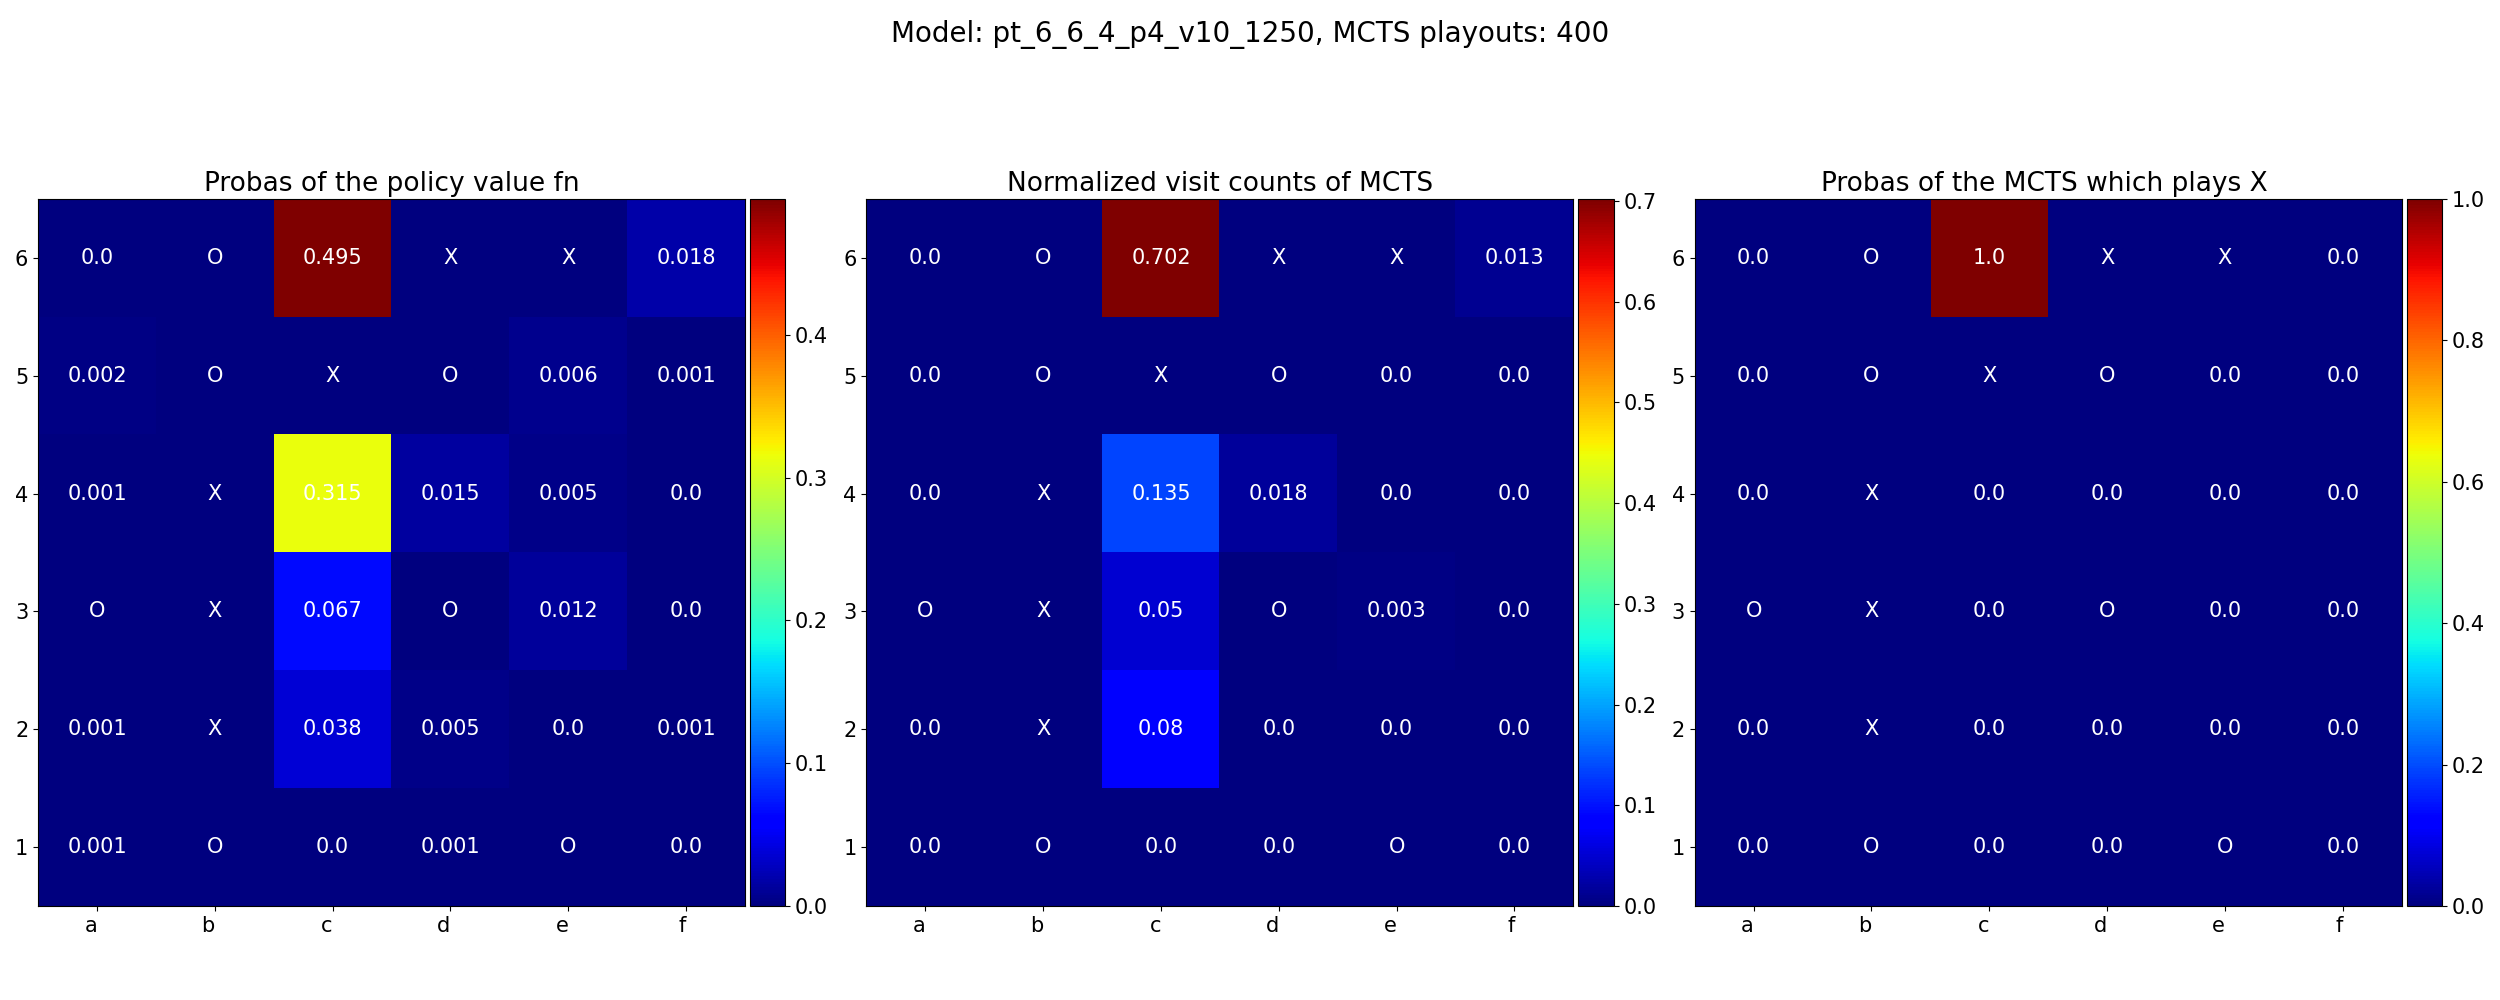 Model: pt_6_6_4_p4_v10_1250, MCTS playouts: 400
Probas of the policy value fn
6 0.0 O 0.495 X X 0.018
5 0.002 O X O 0.006 0.001
4 0.001 X 0.315 0.015 0.005 0.0
3 O X 0.067 O 0.012 0.0
2 0.001 X 0.038 0.005 0.0 0.001
1 0.001 O 0.0 0.001 O 0.0
a b c d e f
0.4
0.3
0.2
0.1
0.0
Normalized visit counts of MCTS
6 0.0 O 0.702 X X 0.013
5 0.0 O X O 0.0 0.0
4 0.0 X 0.135 0.018 0.0 0.0
3 O X 0.05 O 0.003 0.0
2 0.0 X 0.08 0.0 0.0 0.0
1 0.0 O 0.0 0.0 O 0.0
a b c d e f
0.7
0.6
0.5
0.4
0.3
0.2
0.1
0.0
Probas of the MCTS which plays X
6 0.0 O 1.0 X X 0.0
5 0.0 O X O 0.0 0.0
4 0.0 X 0.0 0.0 0.0 0.0
3 O X 0.0 O 0.0 0.0
2 0.0 X 0.0 0.0 0.0 0.0
1 0.0 O 0.0 0.0 O 0.0
a b c d e f
1.0
0.8
0.6
0.4
0.2
0.0